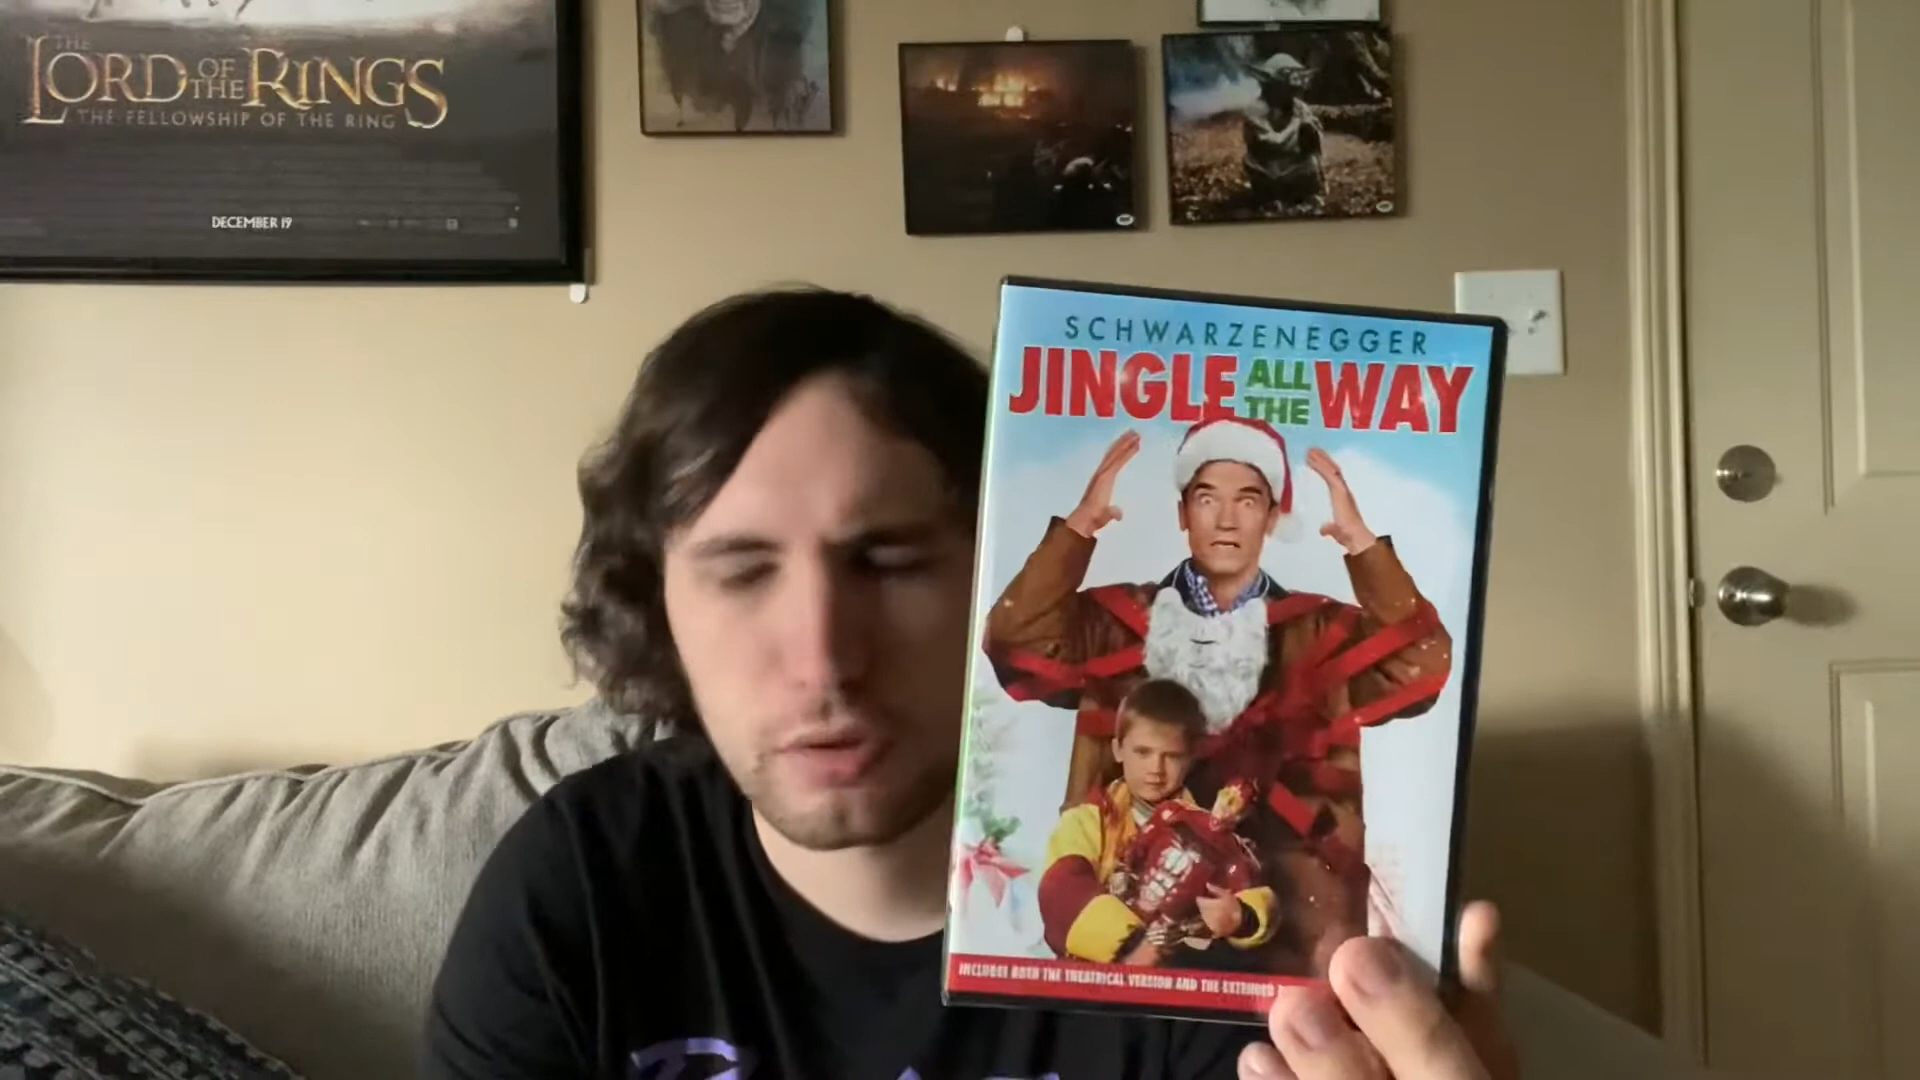 THE
LORD OF THE RINGS
THE FELLOWSHIP OF THE RING
DECEMBER 19
SCHWARZENEGGER
JINGLE ALL THE WAY
INCLUDES BOTH THE THEATRICAL VERSION AND THE EXTENDED